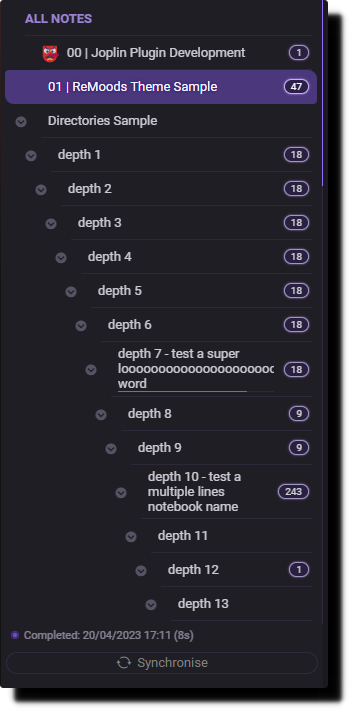 ALL NOTES
00 | Joplin Plugin Development 1
01 | ReMoods Theme Sample 47
Directories Sample
depth 1 18
depth 2 18
depth 3 18
depth 4 18
depth 5 18
depth 6 18
depth 7 - test a super
looooooooooooooooooooo 18
word
depth 8 9
depth 9 9
depth 10 - test a
multiple lines 243
notebook name
depth 11
depth 12 1
depth 13
Completed: 20/04/2023 17:11 (8s)
Synchronise